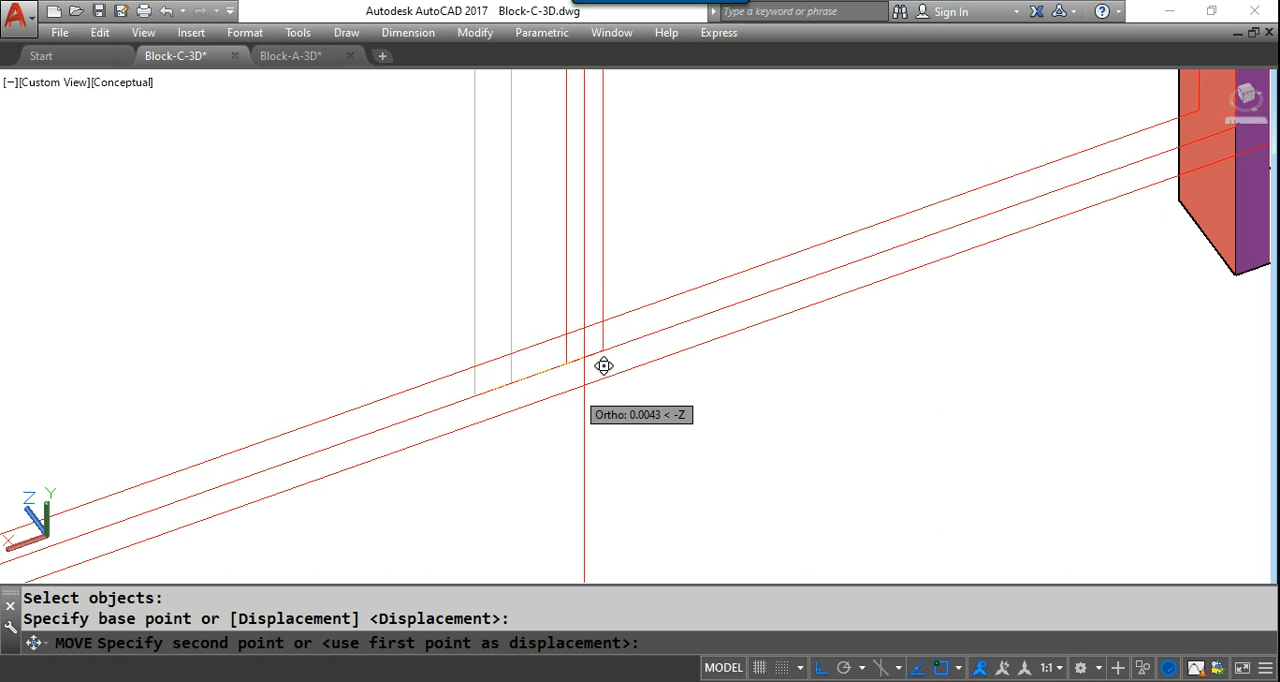 Autodesk AutoCAD 2017 Block-C-3D.dwg
Type a keyword or phrase
Sign In
File Edit View Insert Format Tools Draw Dimension Modify Parametric Window Help Express
Start Block-C-3D* Block-A-3D*
[−][Custom View][Conceptual]
Ortho: 0.0043 < -Z
Z Y
X
Select objects:
Specify base point or [Displacement] <Displacement>:
MOVE Specify second point or <use first point as displacement>:
MODEL 1:1